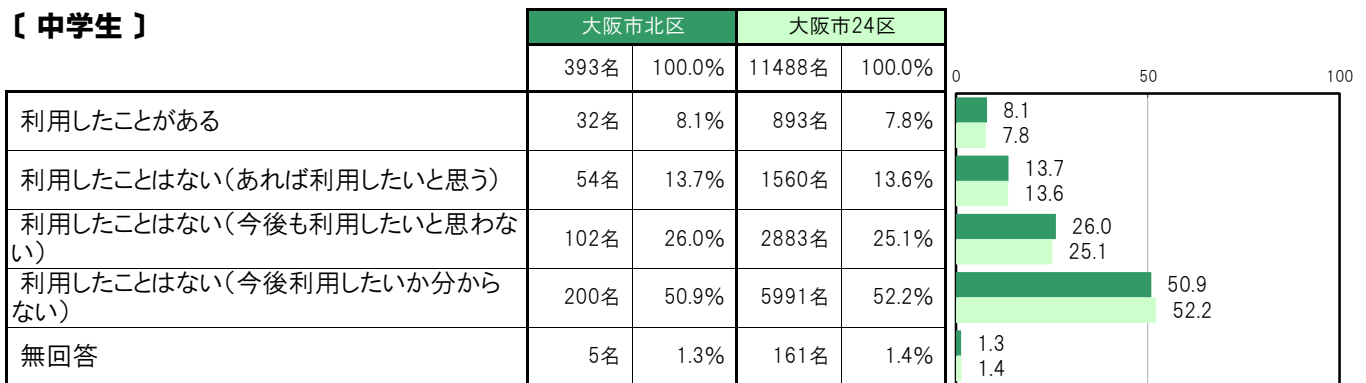 〔 中学生 〕
大阪市北区 大阪市24区
393名 100.0% 11488名 100.0%
0 50 100
利用したことがある 32名 8.1% 893名 7.8%
8.1
7.8
利用したことはない（あれば利用したいと思う） 54名 13.7% 1560名 13.6%
13.7
13.6
利用したことはない（今後も利用したいと思わな
い） 102名 26.0% 2883名 25.1%
26.0
25.1
利用したことはない（今後利用したいか分から
ない） 200名 50.9% 5991名 52.2%
50.9
52.2
無回答 5名 1.3% 161名 1.4%
1.3
1.4